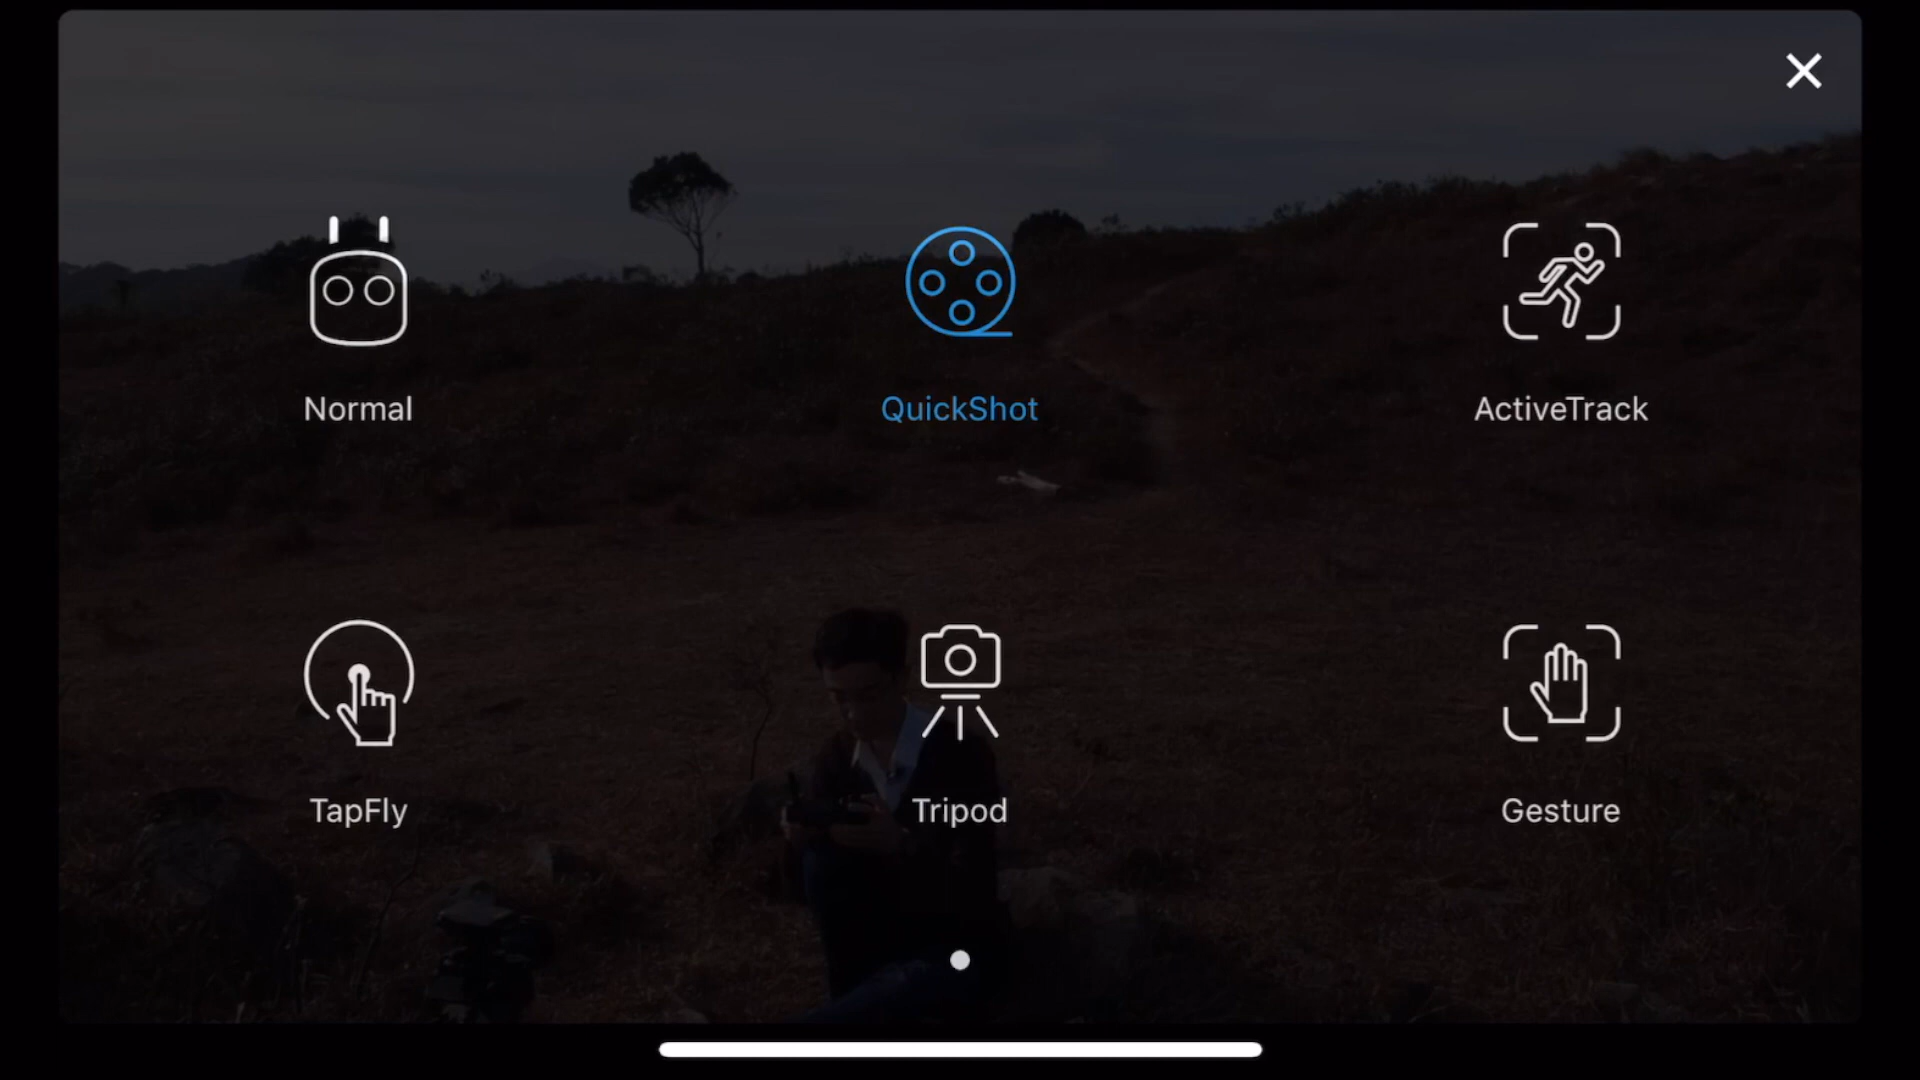 Normal
QuickShot
ActiveTrack
TapFly
Tripod
Gesture